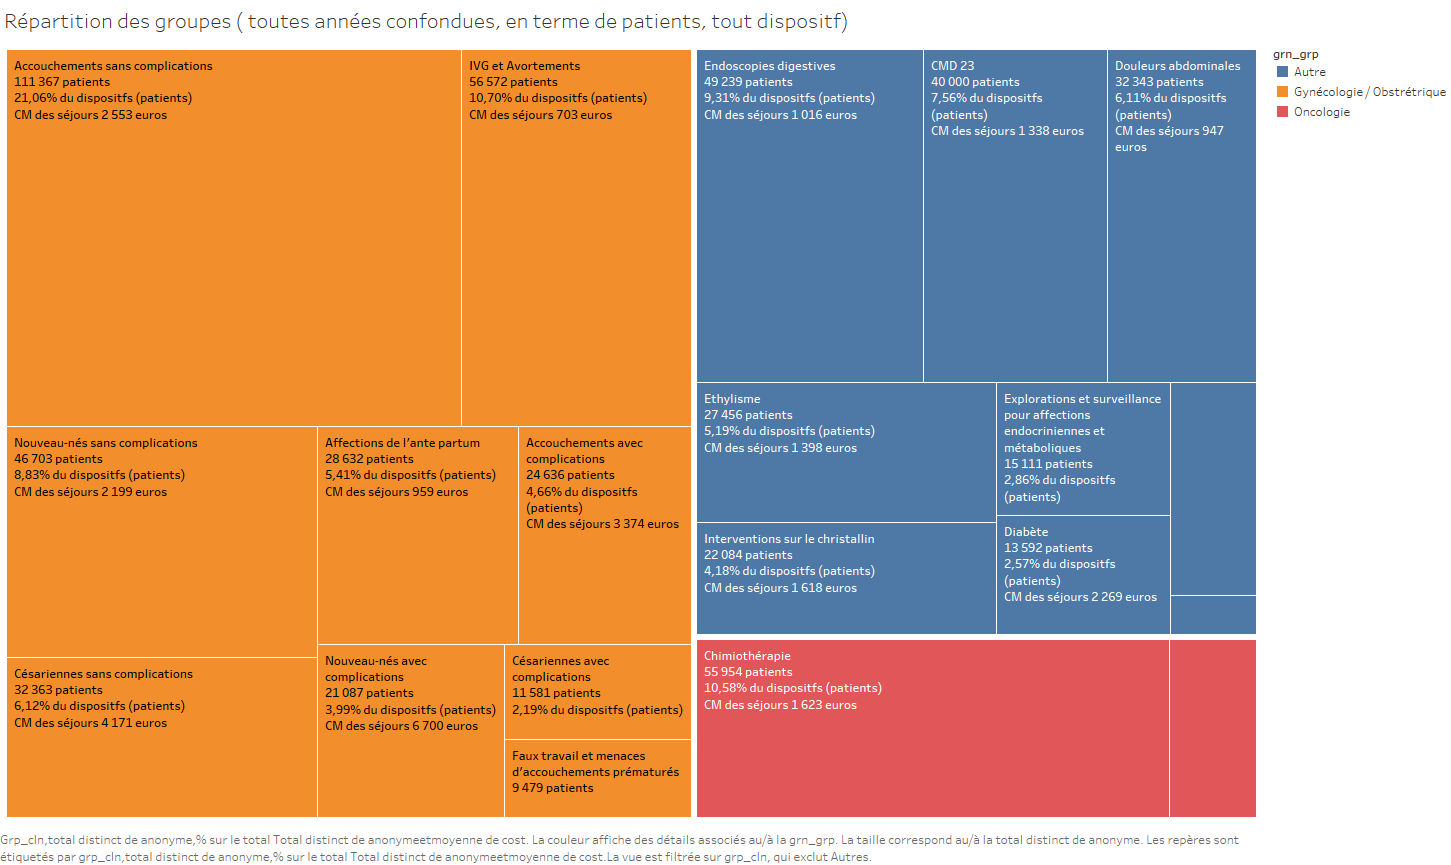 Répartition des groupes ( toutes années confondues, en terme de patients, tout dispositf)
Accouchements sans complications
111 367 patients
21,06% du dispositfs (patients)
CM des séjours 2 553 euros
IVG et Avortements
56 572 patients
10,70% du dispositfs (patients)
CM des séjours 703 euros
Nouveau-nés sans complications
46 703 patients
8,83% du dispositfs (patients)
CM des séjours 2 199 euros
Affections de l'ante partum
28 632 patients
5,41% du dispositfs (patients)
CM des séjours 959 euros
Accouchements avec
complications
24 636 patients
4,66% du dispositfs
(patients)
CM des séjours 3 374 euros
Césariennes sans complications
32 363 patients
6,12% du dispositfs (patients)
CM des séjours 4 171 euros
Nouveau-nés avec
complications
21 087 patients
3,99% du dispositfs (patients)
CM des séjours 6 700 euros
Césariennes avec
complications
11 581 patients
2,19% du dispositfs (patients)
Faux travail et menaces
d'accouchements prématurés
9 479 patients
Endoscopies digestives
49 239 patients
9,31% du dispositfs (patients)
CM des séjours 1 016 euros
CMD 23
40 000 patients
7,56% du dispositfs
(patients)
CM des séjours 1 338 euros
Douleurs abdominales
32 343 patients
6,11% du dispositfs
(patients)
CM des séjours 947
euros
Ethylisme
27 456 patients
5,19% du dispositfs (patients)
CM des séjours 1 398 euros
Explorations et surveillance
pour affections
endocriniennes et
métaboliques
15 111 patients
2,86% du dispositfs
(patients)
Interventions sur le christallin
22 084 patients
4,18% du dispositfs (patients)
CM des séjours 1 618 euros
Diabète
13 592 patients
2,57% du dispositfs
(patients)
CM des séjours 2 269 euros
Chimiothérapie
55 954 patients
10,58% du dispositfs (patients)
CM des séjours 1 623 euros
grn_grp
Autre
Gynécologie / Obstrétrique
Oncologie
Grp_cln,total distinct de anonyme,% sur le total Total distinct de anonymeetmoyenne de cost. La couleur affiche des détails associés au/à la grn_grp. La taille correspond au/à la total distinct de anonyme. Les repères sont
étiquetés par grp_cln,total distinct de anonyme,% sur le total Total distinct de anonymeetmoyenne de cost.La vue est filtrée sur grp_cln, qui exclut Autres.